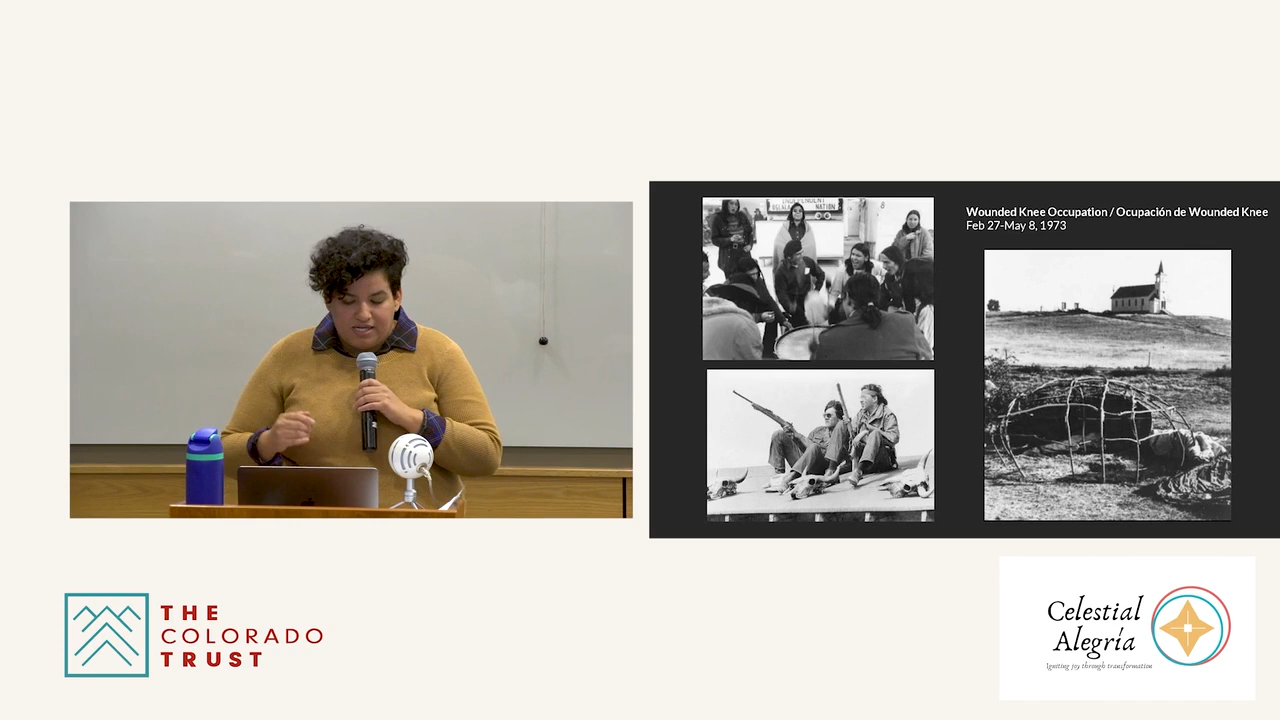 INDEPENDENT
NATION
Wounded Knee Occupation / Ocupación de Wounded Knee
Feb 27-May 8, 1973
THE
COLORADO
TRUST
Celestial
Alegría
Igniting joy through transformation